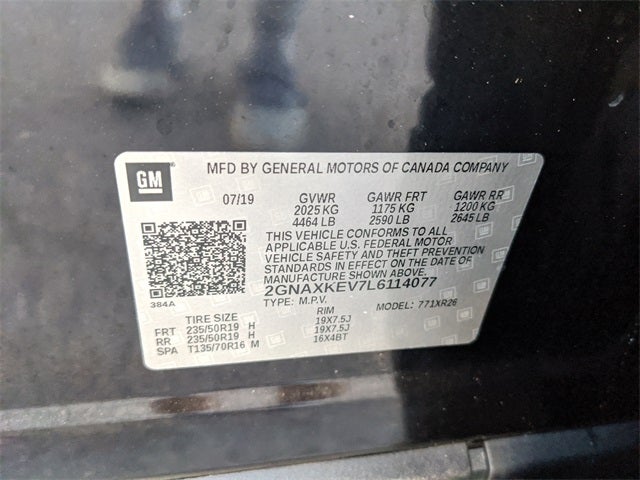 GM
MFD BY GENERAL MOTORS OF CANADA COMPANY
07/19 GVWR GAWR FRT GAWR RR
2025 KG 1175 KG 1200 KG
4464 LB 2590 LB 2645 LB
THIS VEHICLE CONFORMS TO ALL
APPLICABLE U.S. FEDERAL MOTOR
VEHICLE SAFETY AND THEFT PREVENTION
STANDARDS IN EFFECT ON THE DATE
OF MANUFACTURE SHOWN ABOVE.
2GNAXKEV7L6114077
TYPE: M.P.V. MODEL: 771XR26
384A
TIRE SIZE RIM
FRT 235/50R19 H 19X7.5J
RR 235/50R19 H 19X7.5J
SPA T135/70R16 M 16X4BT